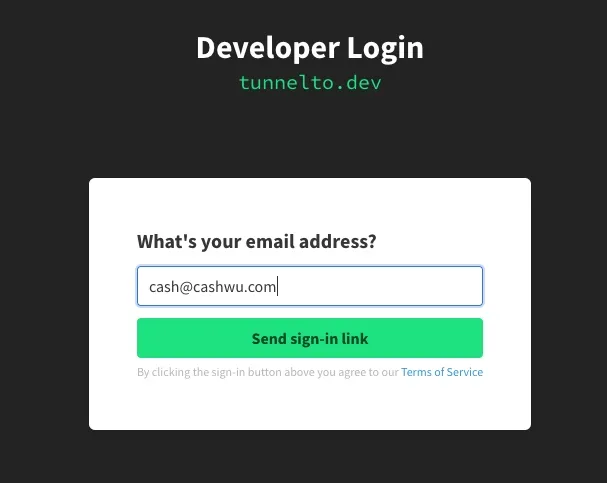 Developer Login
tunnelto.dev
What's your email address?
cash@cashwu.com
Send sign-in link
By clicking the sign-in button above you agree to our Terms of Service